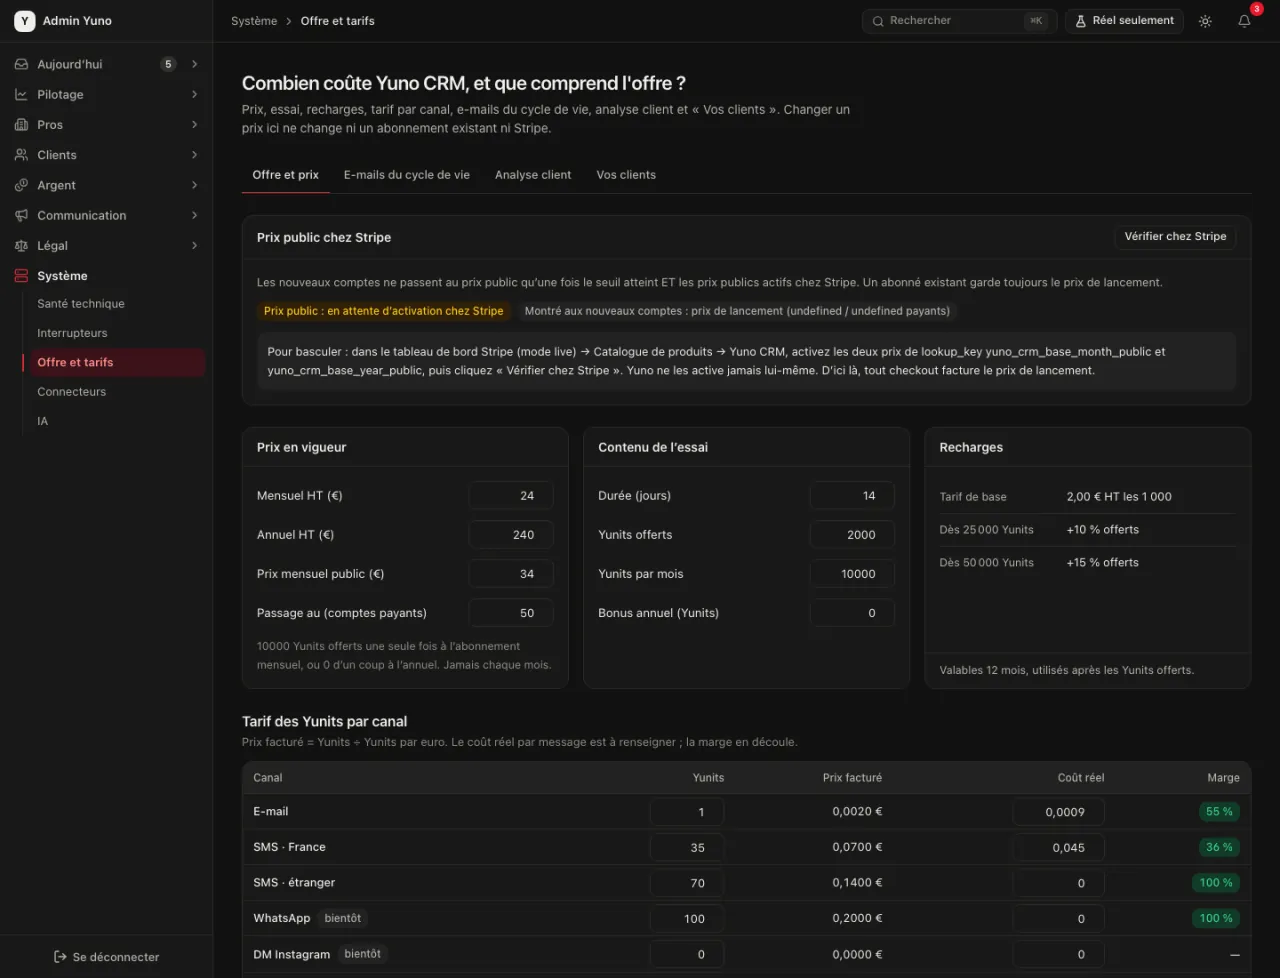 Y Admin Yuno
Système > Offre et tarifs
Rechercher ⌘K
Réel seulement
3
Aujourd'hui 5
Pilotage
Pros
Clients
Argent
Communication
Légal
Système
Santé technique
Interrupteurs
Offre et tarifs
Connecteurs
IA
Se déconnecter
Combien coûte Yuno CRM, et que comprend l'offre ?
Prix, essai, recharges, tarif par canal, e-mails du cycle de vie, analyse client et « Vos clients ». Changer un
prix ici ne change ni un abonnement existant ni Stripe.
Offre et prix E-mails du cycle de vie Analyse client Vos clients
Prix public chez Stripe Vérifier chez Stripe
Les nouveaux comptes ne passent au prix public qu'une fois le seuil atteint ET les prix publics actifs chez Stripe. Un abonné existant garde toujours le prix de lancement.
Prix public : en attente d'activation chez Stripe Montré aux nouveaux comptes : prix de lancement (undefined / undefined payants)
Pour basculer : dans le tableau de bord Stripe (mode live) → Catalogue de produits → Yuno CRM, activez les deux prix de lookup_key yuno_crm_base_month_public et
yuno_crm_base_year_public, puis cliquez « Vérifier chez Stripe ». Yuno ne les active jamais lui-même. D'ici là, tout checkout facture le prix de lancement.
Prix en vigueur
Mensuel HT (€) 24
Annuel HT (€) 240
Prix mensuel public (€) 34
Passage au (comptes payants) 50
10000 Yunits offerts une seule fois à l'abonnement
mensuel, ou 0 d'un coup à l'annuel. Jamais chaque mois.
Contenu de l'essai
Durée (jours) 14
Yunits offerts 2000
Yunits par mois 10000
Bonus annuel (Yunits) 0
Recharges
Tarif de base 2,00 € HT les 1 000
Dès 25 000 Yunits +10 % offerts
Dès 50 000 Yunits +15 % offerts
Valables 12 mois, utilisés après les Yunits offerts.
Tarif des Yunits par canal
Prix facturé = Yunits ÷ Yunits par euro. Le coût réel par message est à renseigner ; la marge en découle.
Canal Yunits Prix facturé Coût réel Marge
E-mail 1 0,0020 € 0,0009 55 %
SMS · France 35 0,0700 € 0,045 36 %
SMS · étranger 70 0,1400 € 0 100 %
WhatsApp bientôt 100 0,2000 € 0 100 %
DM Instagram bientôt 0 0,0000 € 0 —